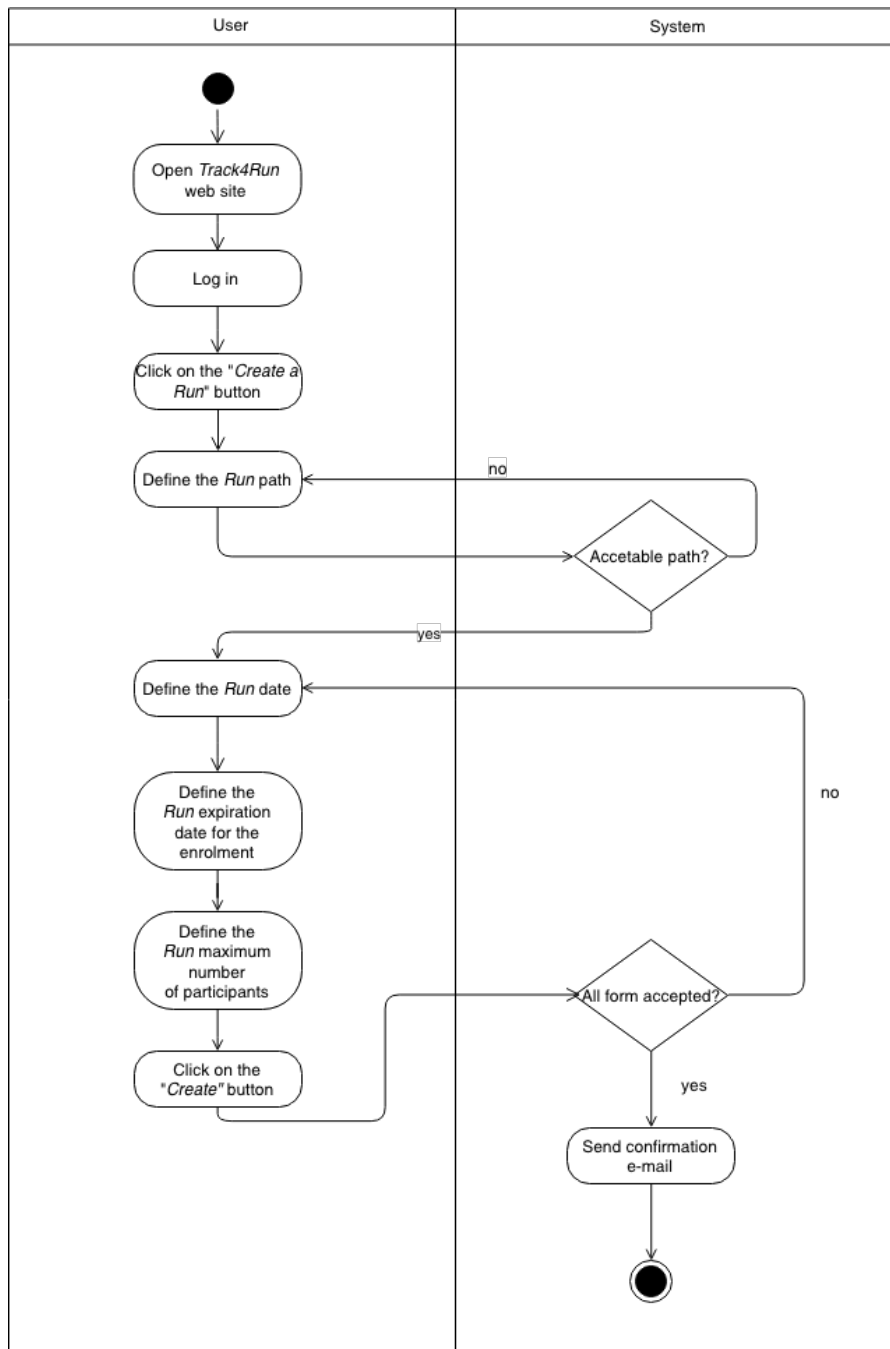 User
System
Open Track4Run
web site
Log in
Click on the "Create a
Run" button
Define the Run path
no
Accetable path?
yes
Define the Run date
Define the
Run expiration
date for the
enrolment
no
Define the
Run maximum
number
of participants
All form accepted?
Click on the
"Create" button
yes
Send confirmation
e-mail